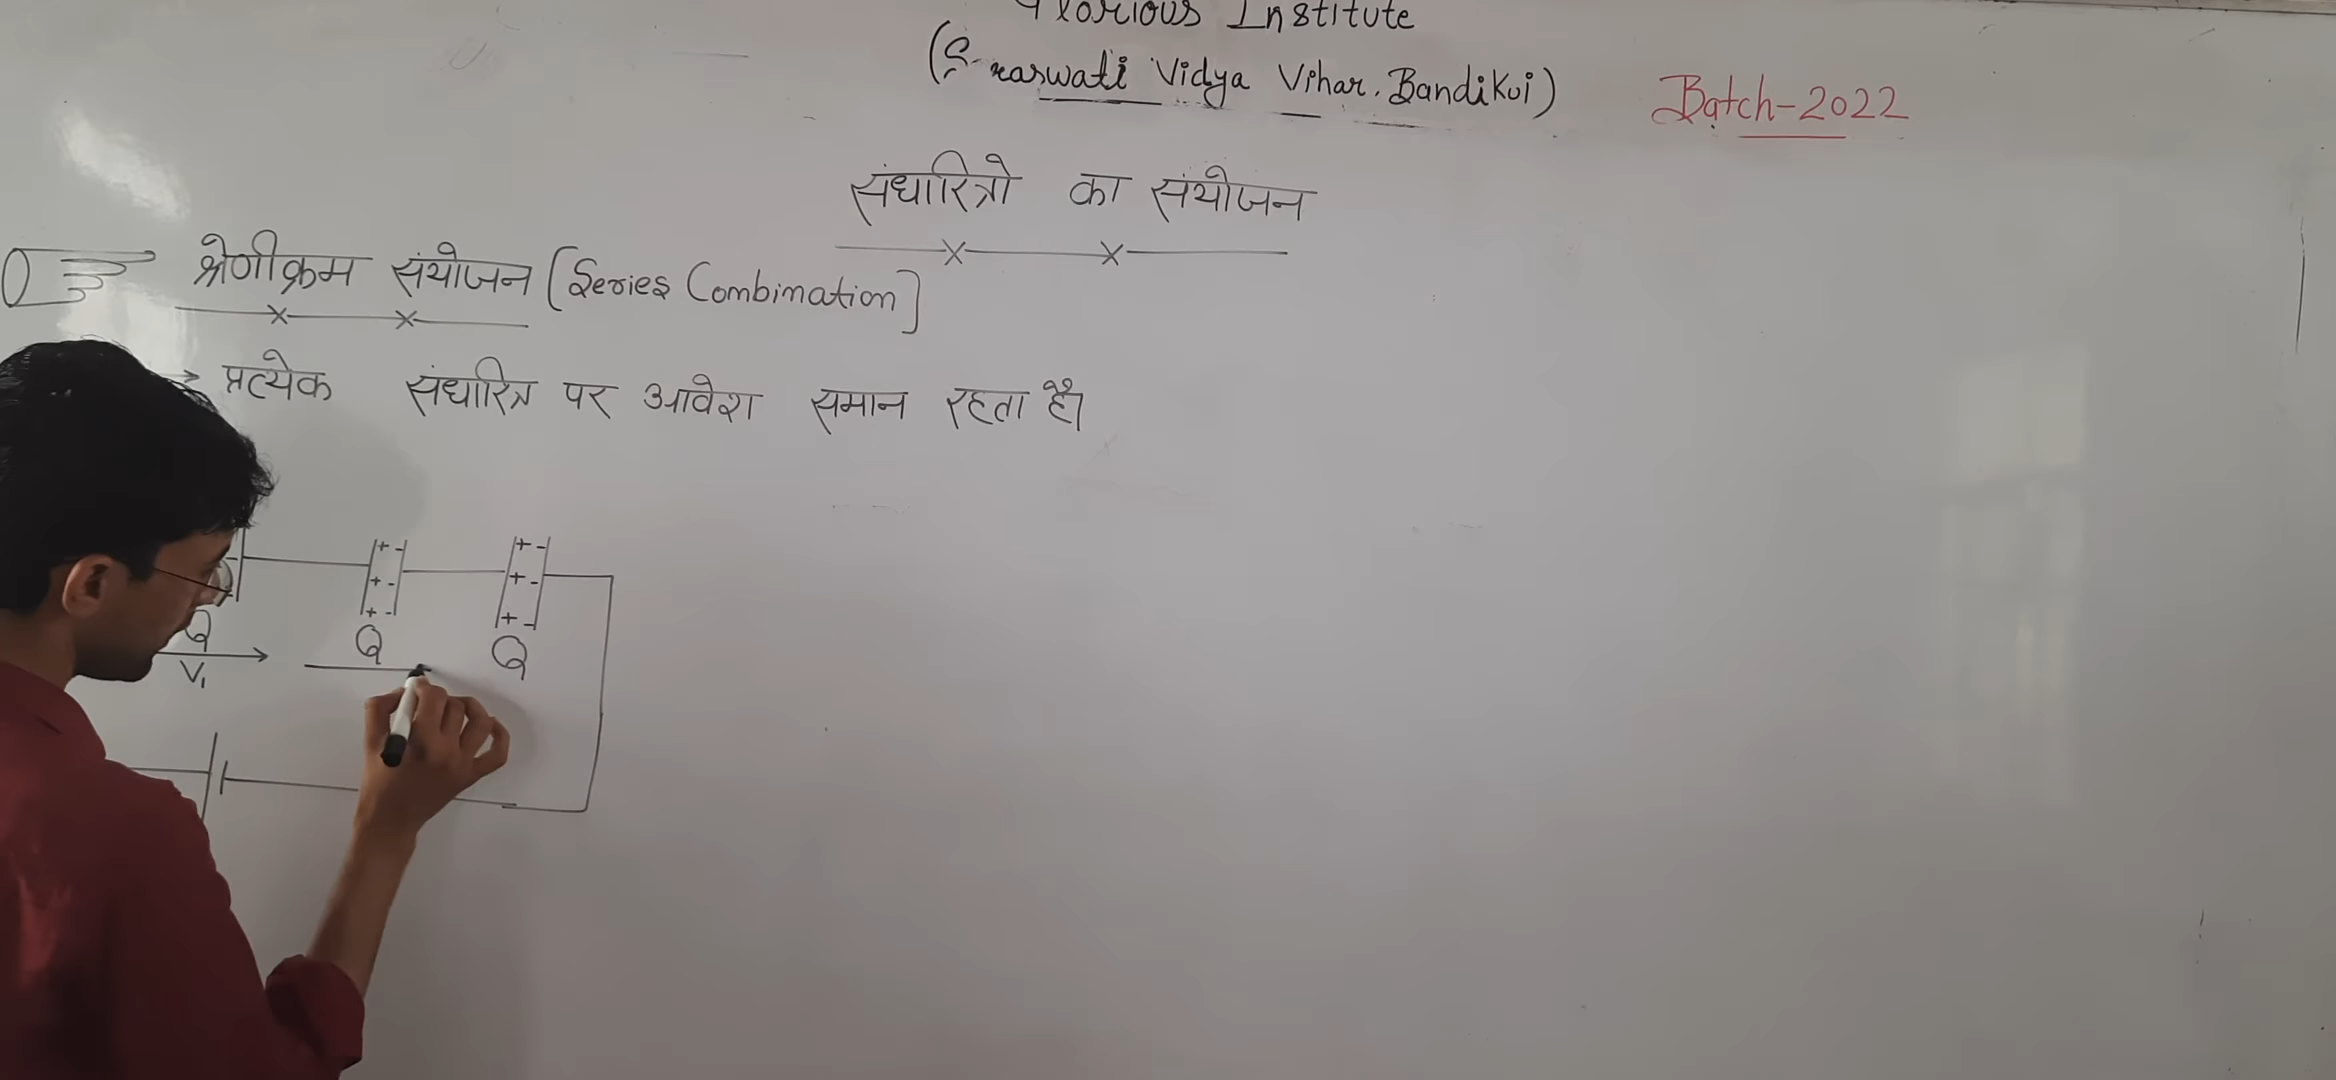 Glorious Institute
(Saraswati Vidya Vihar, Bandikui)
Batch-2022
संधारित्रो का संयोजन
श्रेणीक्रम संयोजन [Series Combination]
→ प्रत्येक संधारित्र पर आवेश समान रहता है।
+ - + -
+ - + -
+ - + -
Q Q Q
V₁